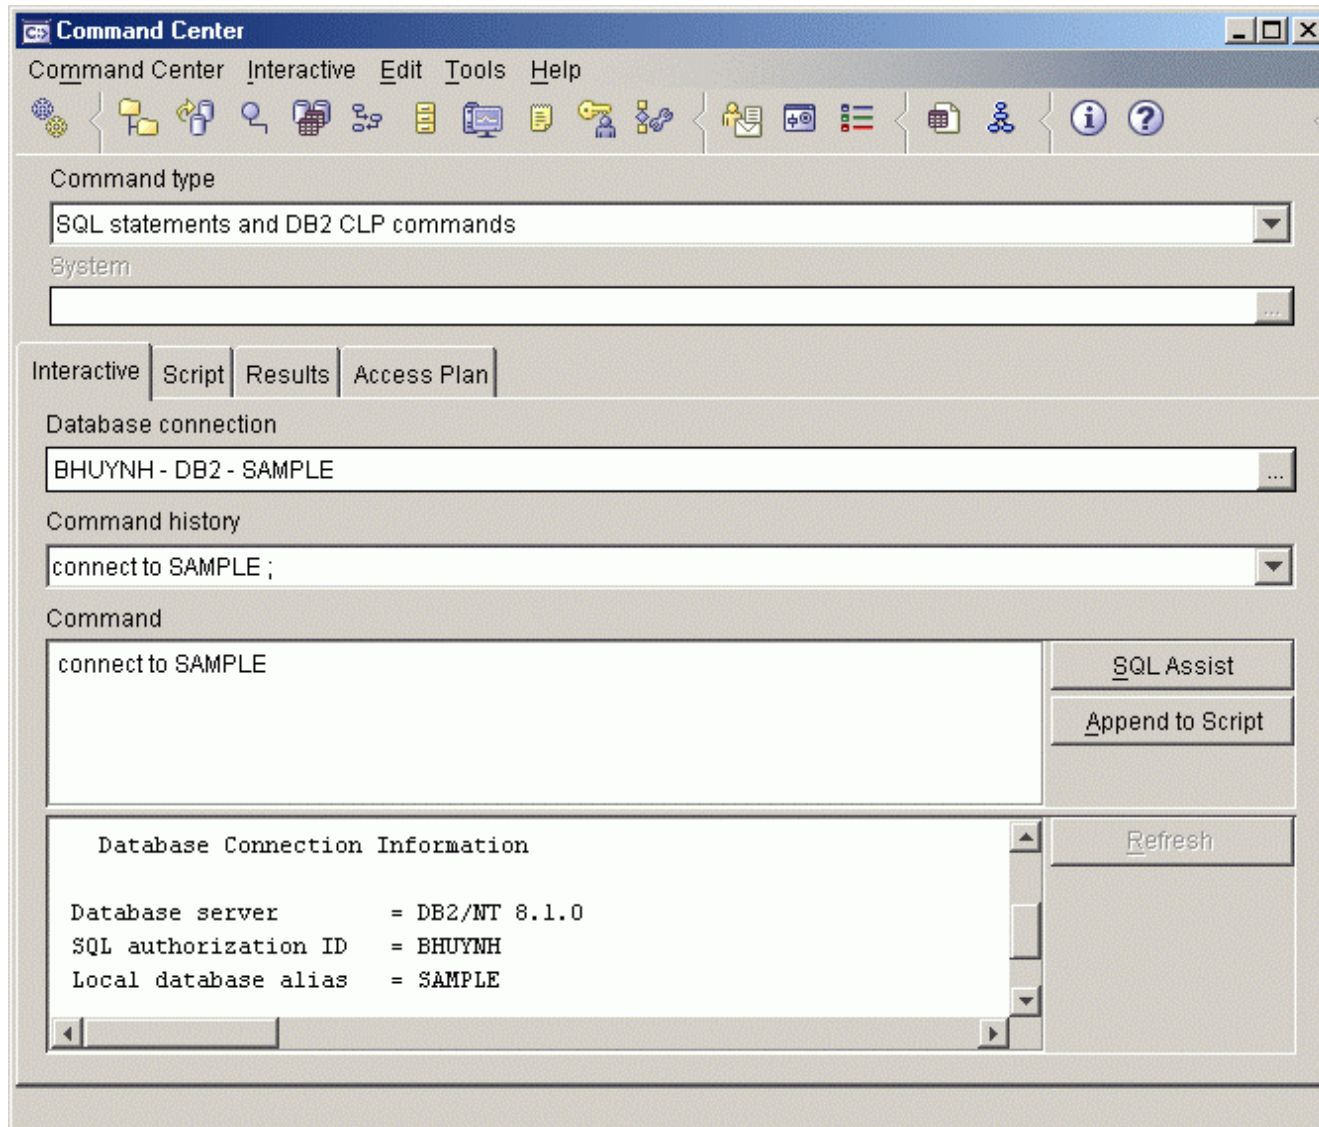 Command Center
Command Center Interactive Edit Tools Help
Command type
SQL statements and DB2 CLP commands
System
...
Interactive Script Results Access Plan
Database connection
BHUYNH - DB2 - SAMPLE ...
Command history
connect to SAMPLE ;
Command
connect to SAMPLE
SQL Assist
Append to Script
Database Connection Information
Refresh
Database server = DB2/NT 8.1.0
SQL authorization ID = BHUYNH
Local database alias = SAMPLE